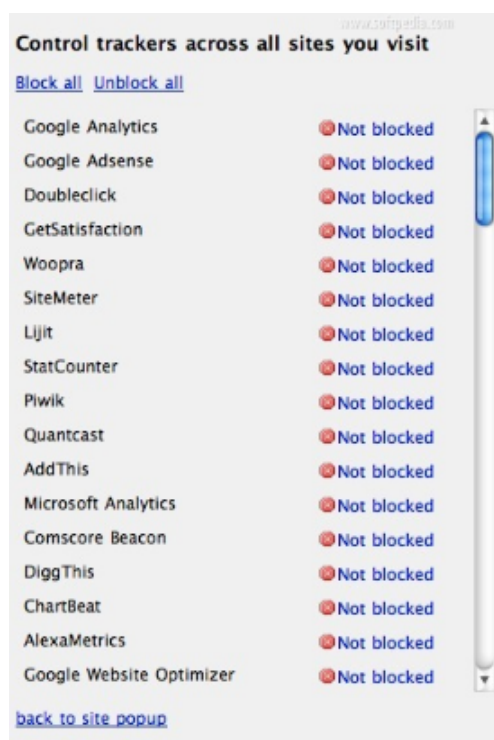 www.softpedia.com
Control trackers across all sites you visit
Block all Unblock all
Google Analytics Not blocked
Google Adsense Not blocked
Doubleclick Not blocked
GetSatisfaction Not blocked
Woopra Not blocked
SiteMeter Not blocked
Lijit Not blocked
StatCounter Not blocked
Piwik Not blocked
Quantcast Not blocked
AddThis Not blocked
Microsoft Analytics Not blocked
Comscore Beacon Not blocked
DiggThis Not blocked
ChartBeat Not blocked
AlexaMetrics Not blocked
Google Website Optimizer Not blocked
back to site popup